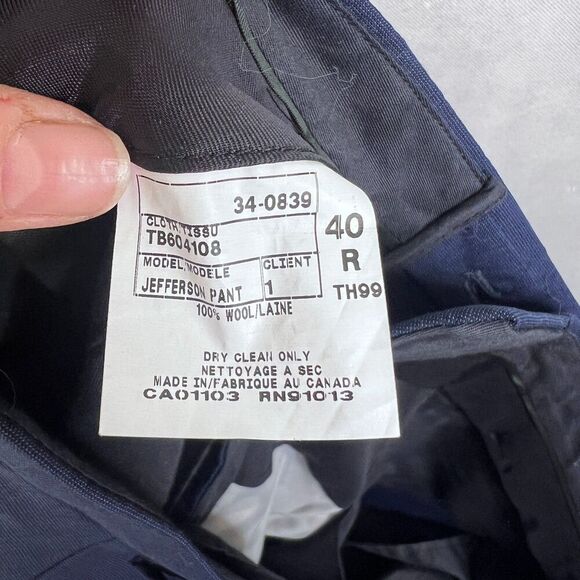 34-0839
CLOTH/TISSU
TB604108
MODEL/MODELE CLIENT
JEFFERSON PANT 1
40
R
TH99
100% WOOL/LAINE
DRY CLEAN ONLY
NETTOYAGE A SEC
MADE IN/FABRIQUE AU CANADA
CA01103 RN91013